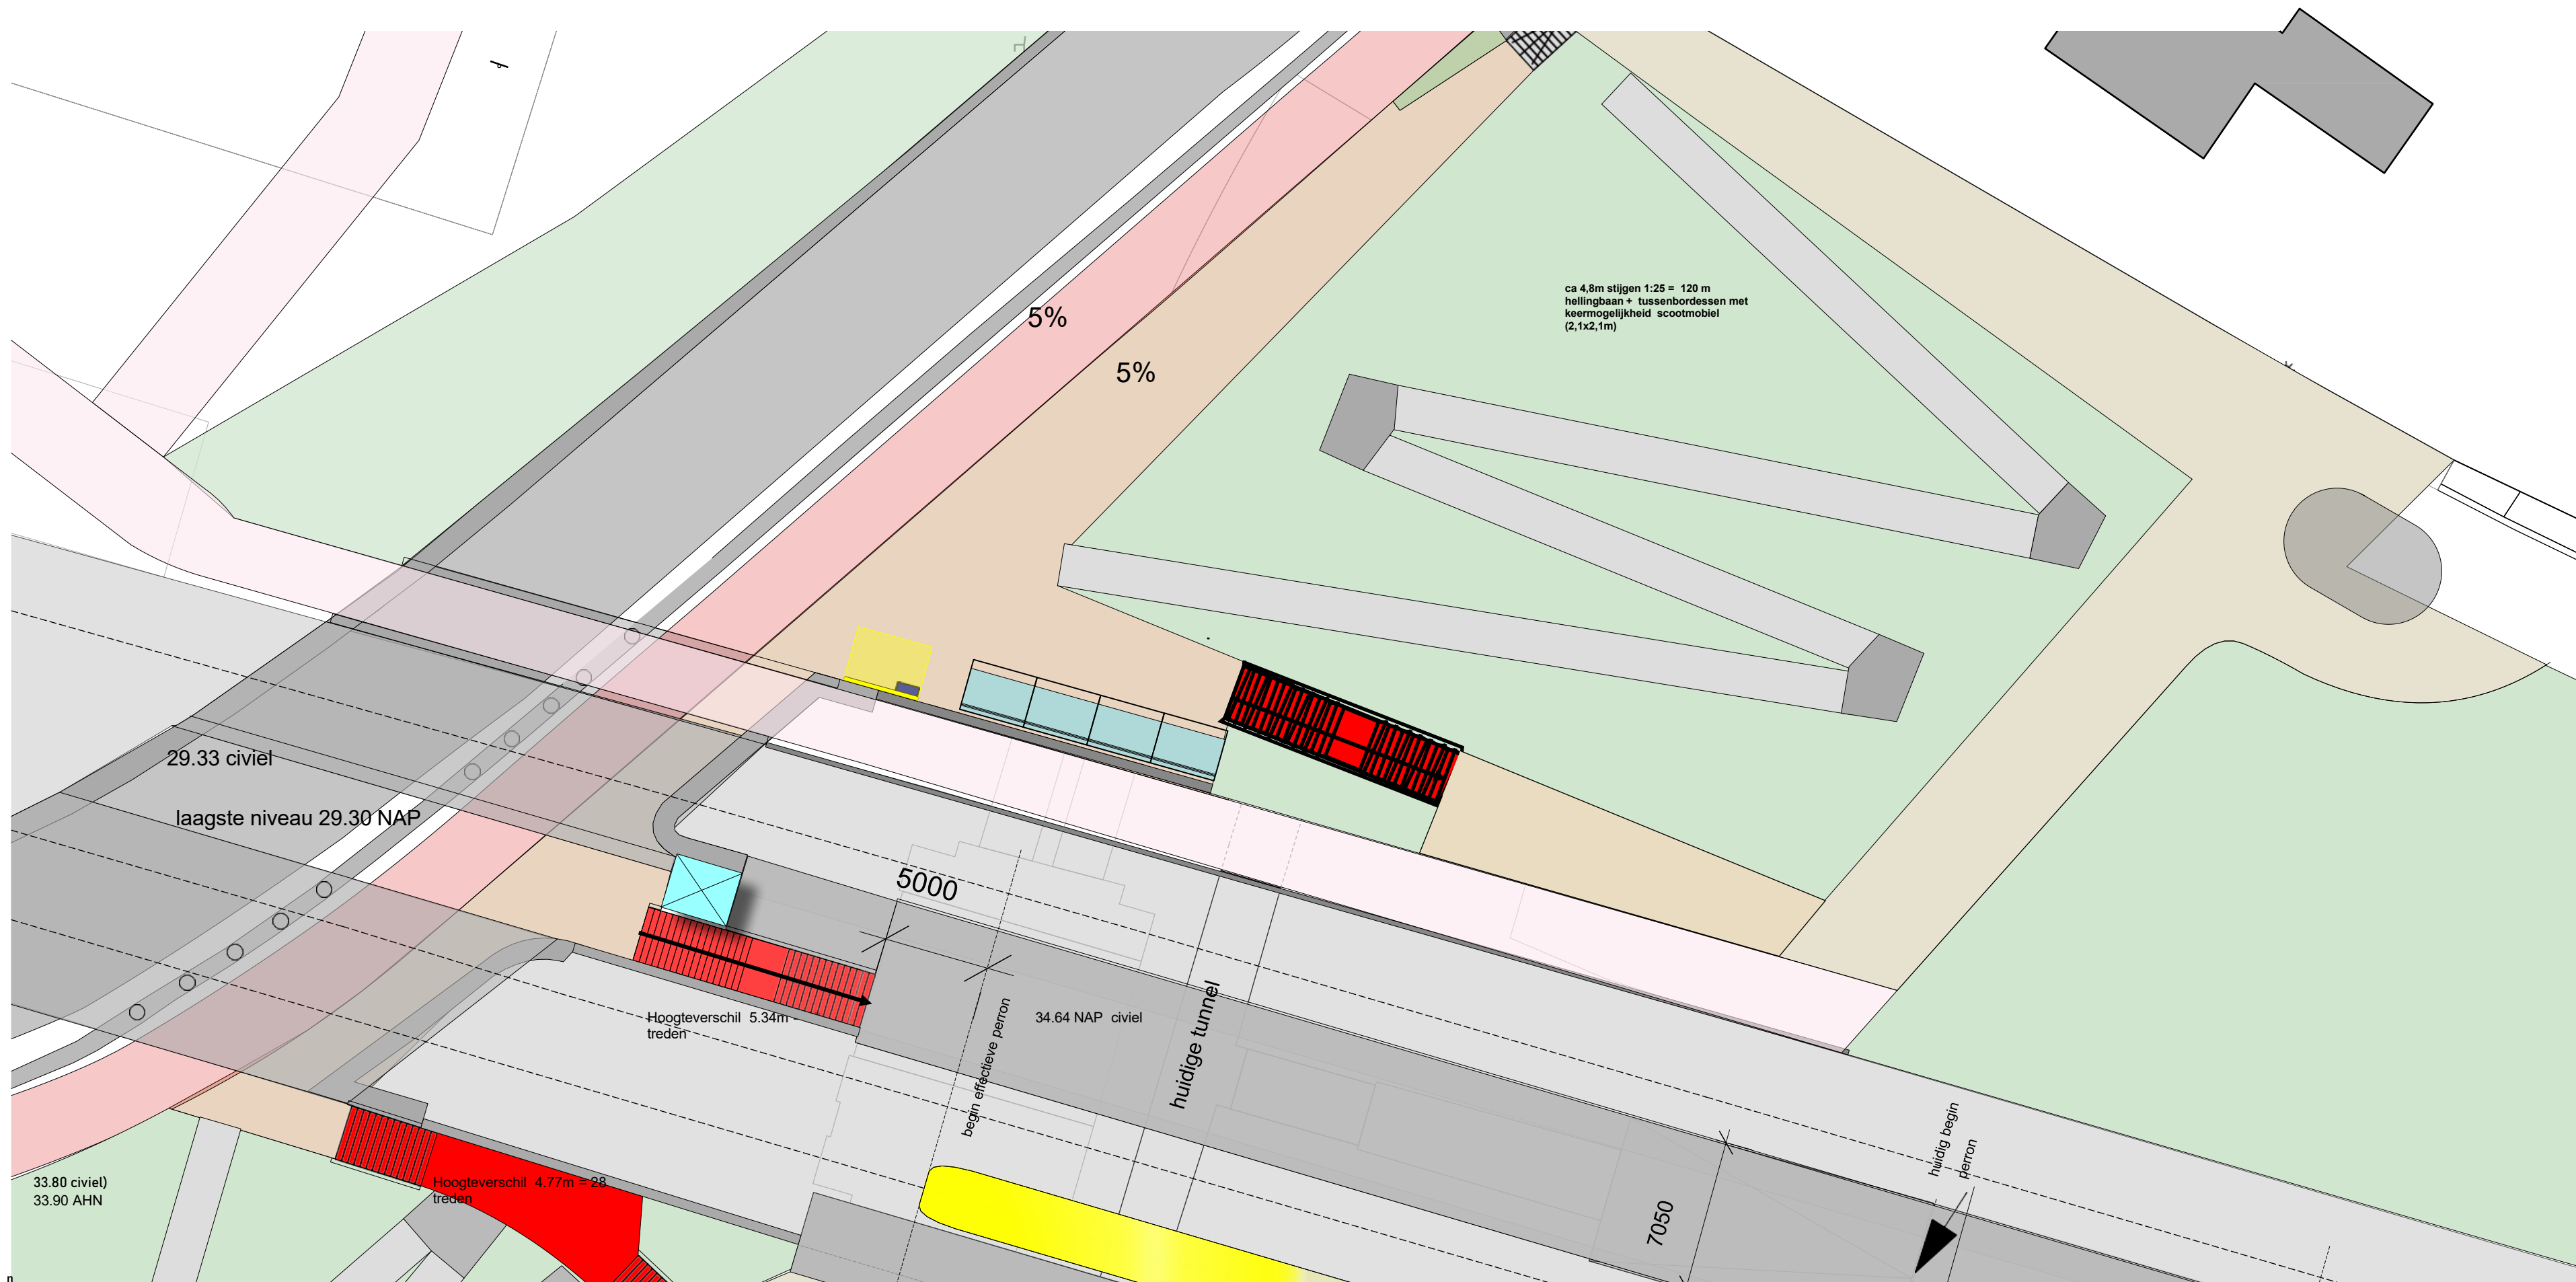 5%
5%
ca 4,8m stijgen 1:25 = 120 m
hellingbaan + tussenbordessen met
keermogelijkheid scootmobiel
(2,1x2,1m)
29.33 civiel
laagste niveau 29.30 NAP
5000
Hoogteverschil 5.34m -
treden
34.64 NAP civiel
begin effectieve perron
huidige tunnel
huidig begin
perron
7050
33.80 civiel)
33.90 AHN
Hoogteverschil 4.77m = 28
treden
n